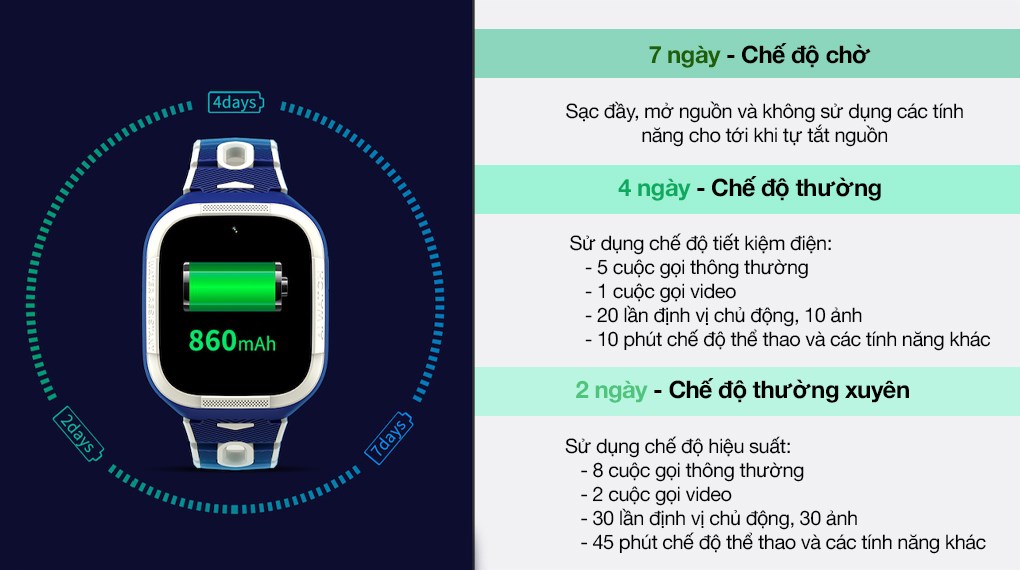 4days
860mAh
2days
7days
7 ngày - Chế độ chờ
Sạc đầy, mở nguồn và không sử dụng các tính
năng cho tới khi tự tắt nguồn
4 ngày - Chế độ thường
Sử dụng chế độ tiết kiệm điện:
- 5 cuộc gọi thông thường
- 1 cuộc gọi video
- 20 lần định vị chủ động, 10 ảnh
- 10 phút chế độ thể thao và các tính năng khác
2 ngày - Chế độ thường xuyên
Sử dụng chế độ hiệu suất:
- 8 cuộc gọi thông thường
- 2 cuộc gọi video
- 30 lần định vị chủ động, 30 ảnh
- 45 phút chế độ thể thao và các tính năng khác